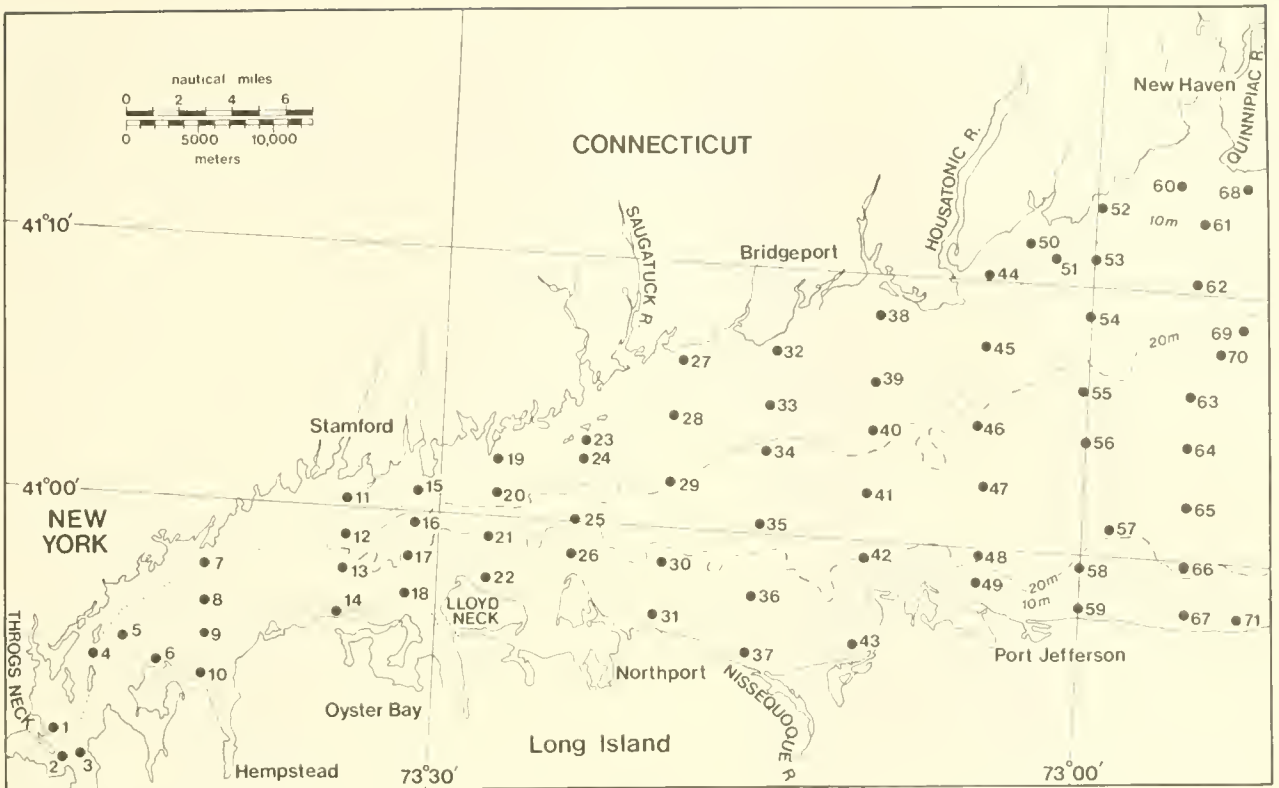 nautical miles
0 2 4 6
0 5000 10,000
meters
CONNECTICUT
New Haven
QUINNIPIAC R.
HOUSATONIC R.
SAUGATUCK R.
Bridgeport
41°10'
60
68
52
10m
61
50
51
53
44
62
38
54
69
20m
70
27
32
45
39
55
63
28
33
Stamford
23
40
46
56
64
19
24
34
41°00'
11
15
20
29
41
47
65
NEW
YORK
12
16
21
25
35
57
7
13
17
26
30
42
48
58
66
8
14
18
22
36
49
20m
10m
59
LLOYD
NECK
31
67
71
THROGS NECK
5
9
4
6
10
37
43
Port Jefferson
Northport
NISSEQUOQUE R.
1
2
3
Oyster Bay
Long Island
Hempstead
73°30'
73°00'